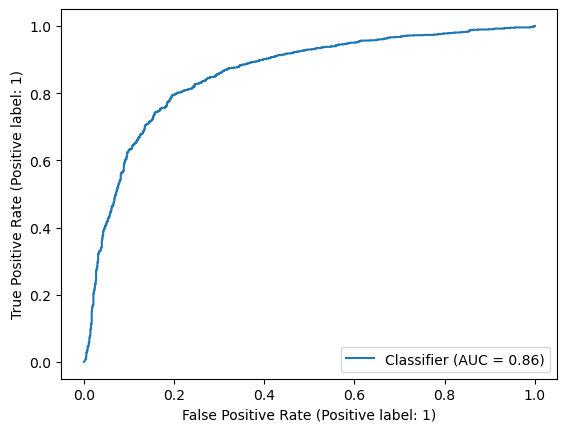 1.0
0.8
0.6
0.4
0.2
0.0
True Positive Rate (Positive label: 1)
Classifier (AUC = 0.86)
0.0 0.2 0.4 0.6 0.8 1.0
False Positive Rate (Positive label: 1)